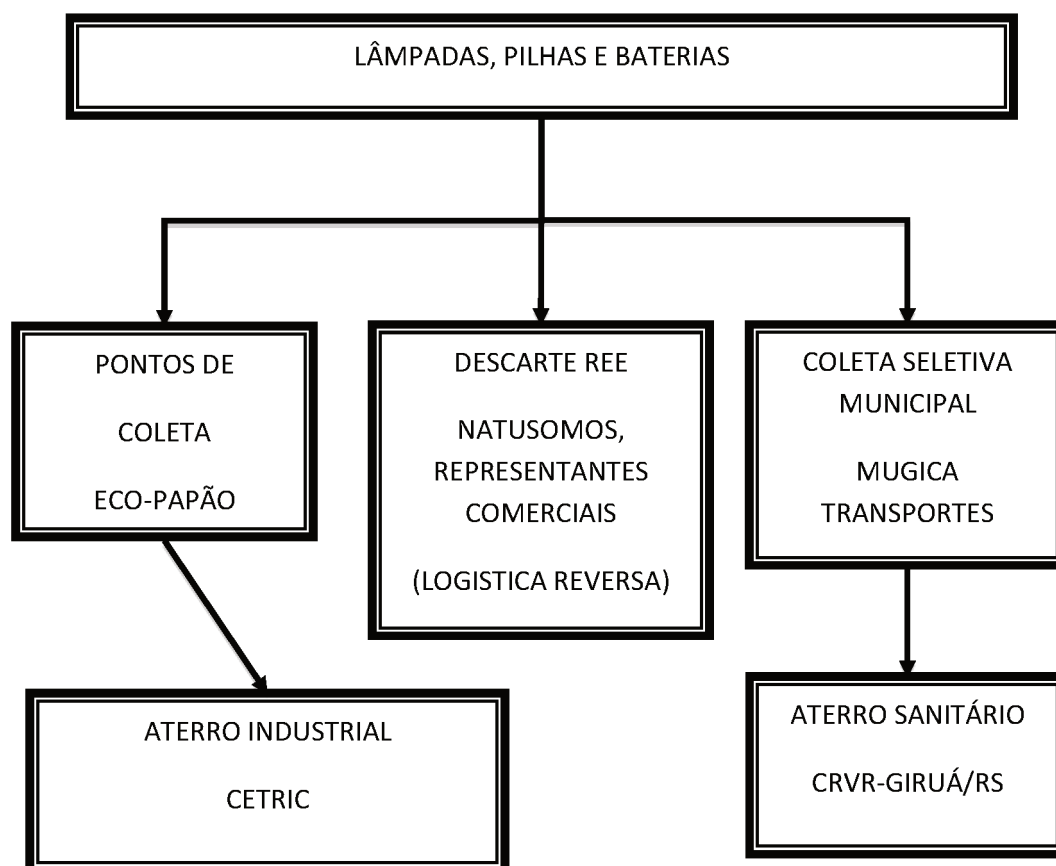 LÂMPADAS, PILHAS E BATERIAS
PONTOS DE
COLETA
ECO-PAPÃO
DESCARTE REE
NATUSOMOS,
REPRESENTANTES
COMERCIAIS
(LOGISTICA REVERSA)
COLETA SELETIVA
MUNICIPAL
MUGICA
TRANSPORTES
ATERRO INDUSTRIAL
CETRIC
ATERRO SANITÁRIO
CRVR-GIRUÁ/RS